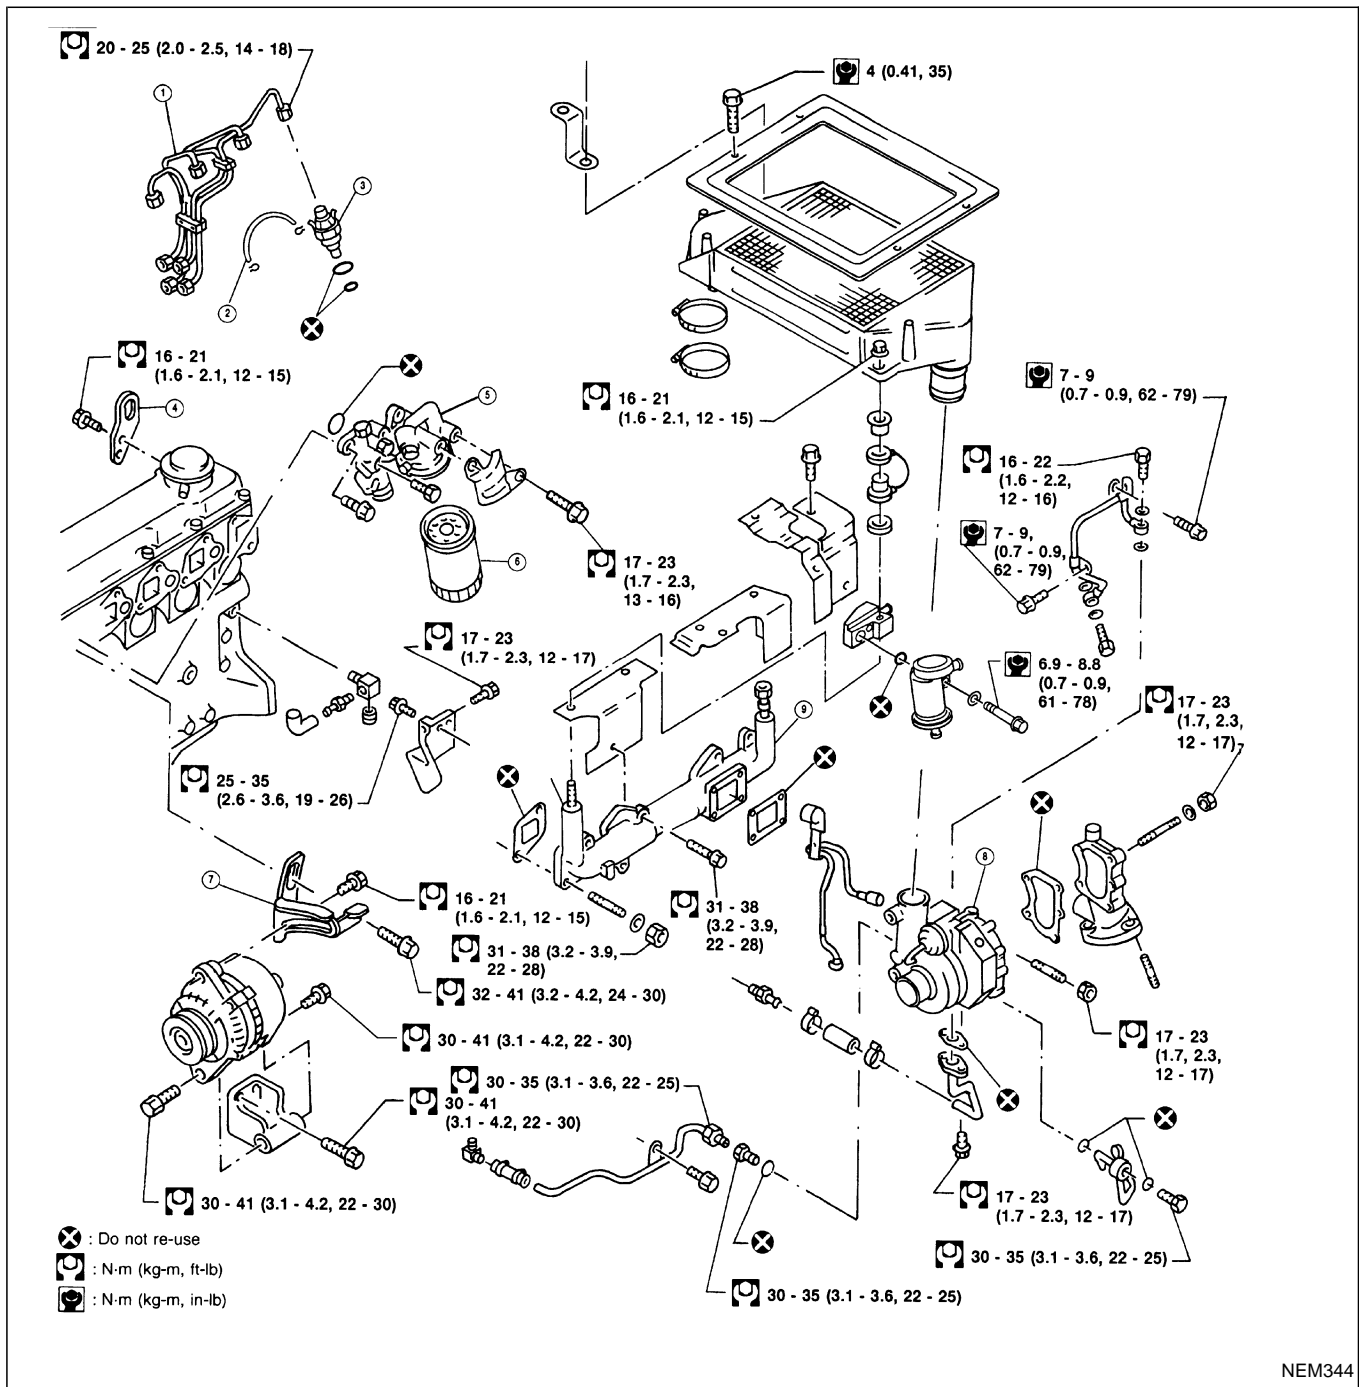 20 - 25 (2.0 - 2.5, 14 - 18)
4 (0.41, 35)
1
3
2
16 - 21
(1.6 - 2.1, 12 - 15)
4
5
16 - 21
(1.6 - 2.1, 12 - 15)
7 - 9
(0.7 - 0.9, 62 - 79)
16 - 22
(1.6 - 2.2,
12 - 16)
7 - 9,
(0.7 - 0.9,
62 - 79)
6
17 - 23
(1.7 - 2.3,
13 - 16)
17 - 23
(1.7 - 2.3, 12 - 17)
6.9 - 8.8
(0.7 - 0.9,
61 - 78)
17 - 23
(1.7, 2.3,
12 - 17)
9
25 - 35
(2.6 - 3.6, 19 - 26)
7
16 - 21
(1.6 - 2.1, 12 - 15)
31 - 38
(3.2 - 3.9,
22 - 28)
8
31 - 38 (3.2 - 3.9,
22 - 28)
32 - 41 (3.2 - 4.2, 24 - 30)
30 - 41 (3.1 - 4.2, 22 - 30)
17 - 23
(1.7, 2.3,
12 - 17)
30 - 35 (3.1 - 3.6, 22 - 25)
30 - 41
(3.1 - 4.2, 22 - 30)
30 - 41 (3.1 - 4.2, 22 - 30)
17 - 23
(1.7 - 2.3, 12 - 17)
30 - 35 (3.1 - 3.6, 22 - 25)
30 - 35 (3.1 - 3.6, 22 - 25)
: Do not re-use
: N·m (kg-m, ft-lb)
: N·m (kg-m, in-lb)
NEM344